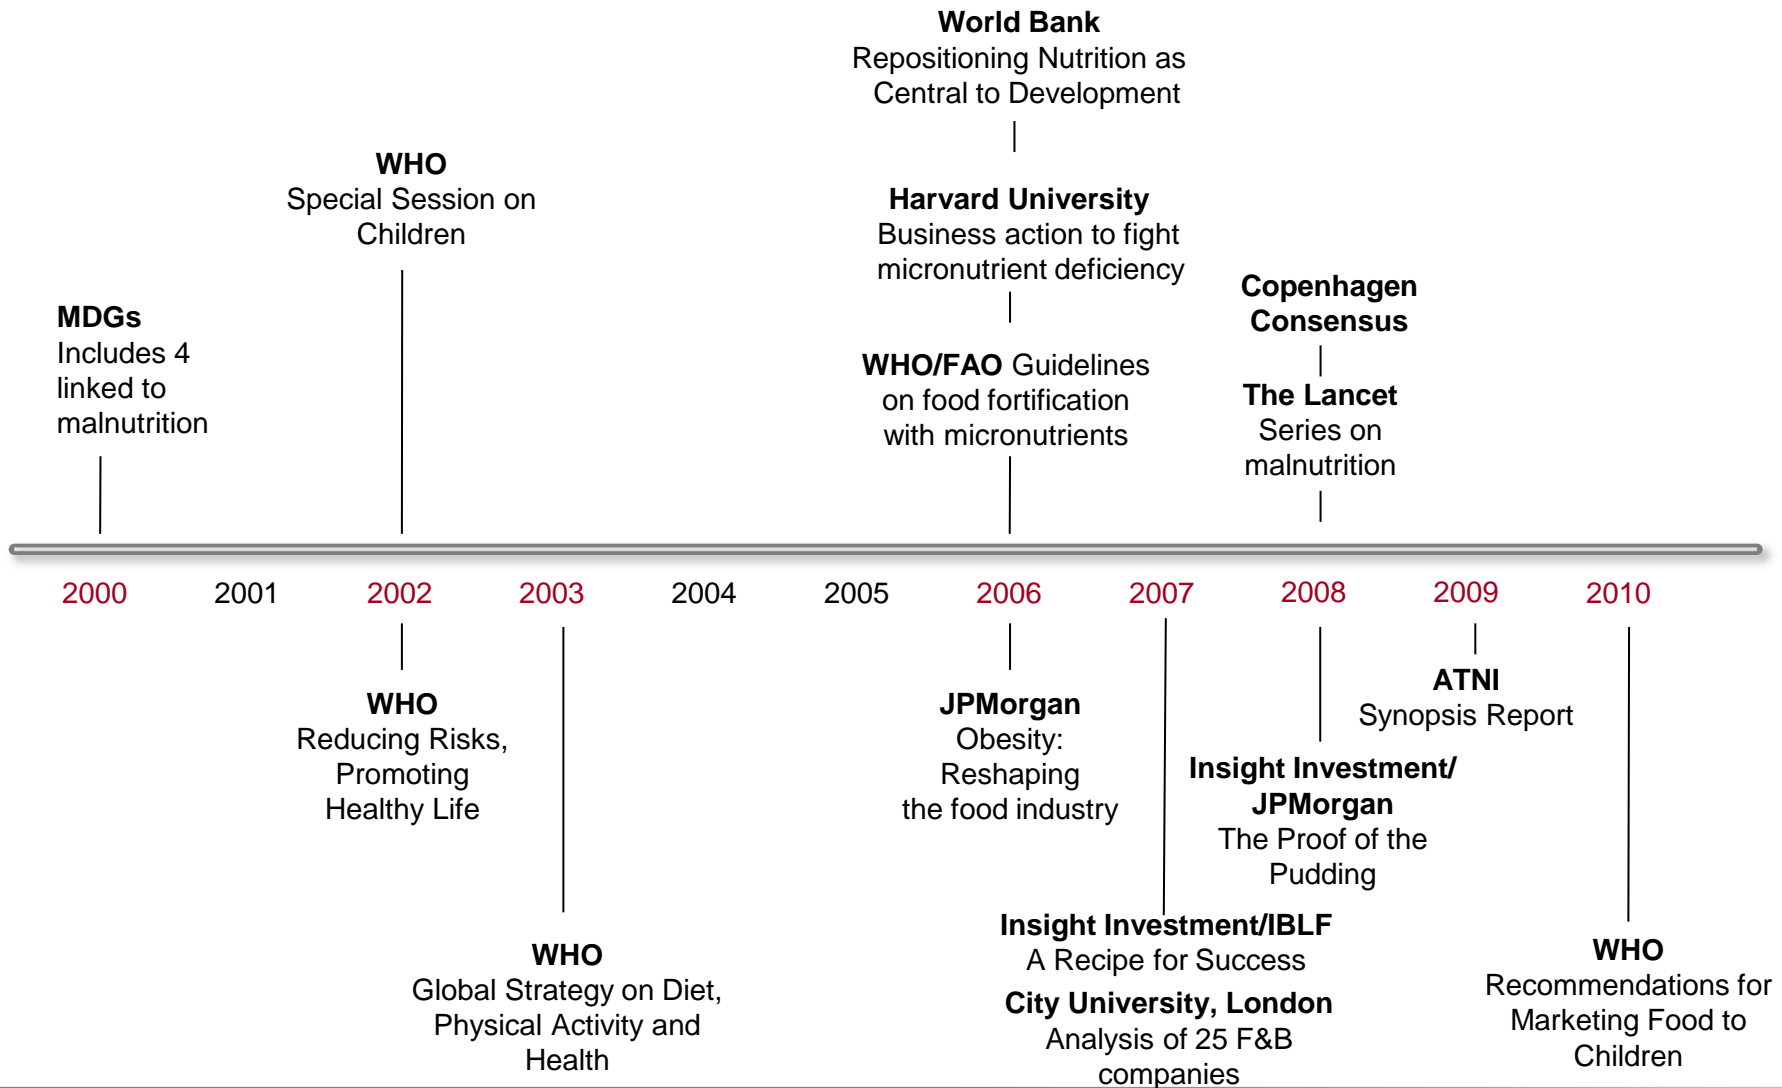 World Bank
Repositioning Nutrition as
Central to Development
WHO
Special Session on
Children
Harvard University
Business action to fight
micronutrient deficiency
MDGs
Includes 4
linked to
malnutrition
WHO/FAO Guidelines
on food fortification
with micronutrients
Copenhagen
Consensus
The Lancet
Series on
malnutrition
2000 2001 2002 2003 2004 2005 2006 2007 2008 2009 2010
WHO
Reducing Risks,
Promoting
Healthy Life
WHO
Global Strategy on Diet,
Physical Activity and
Health
JPMorgan
Obesity:
Reshaping
the food industry
Insight Investment/IBLF
A Recipe for Success
City University, London
Analysis of 25 F&B
companies
Insight Investment/
JPMorgan
The Proof of the
Pudding
ATNI
Synopsis Report
WHO
Recommendations for
Marketing Food to
Children